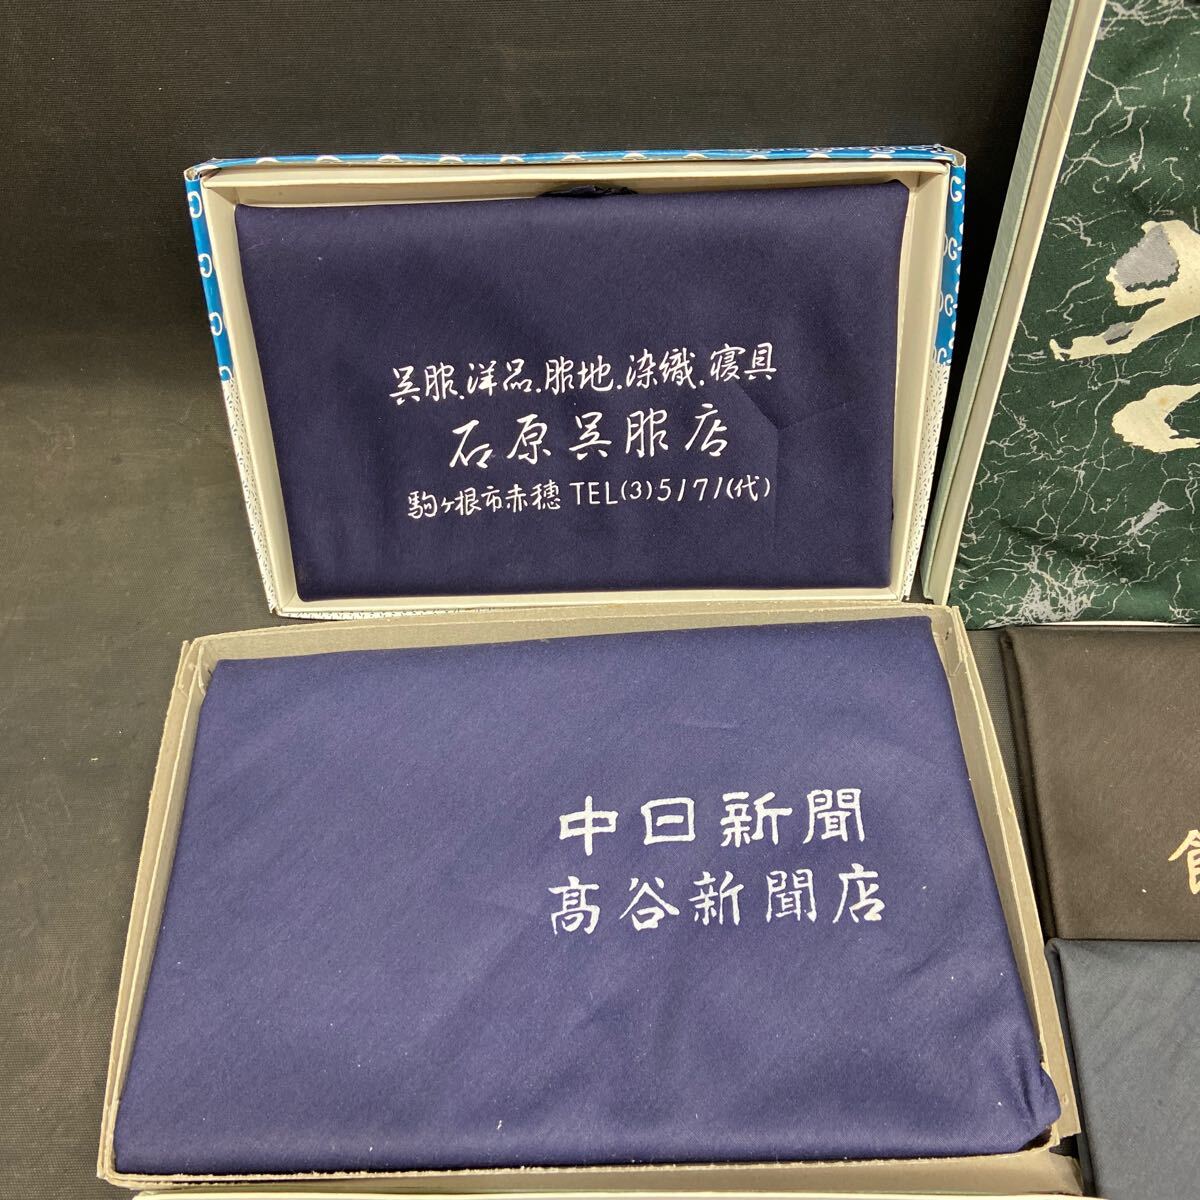 呉服.洋品.服地.染織.寝具
石原呉服店
駒ヶ根市赤穂 TEL(3)5171(代)
中日新聞
髙谷新聞店